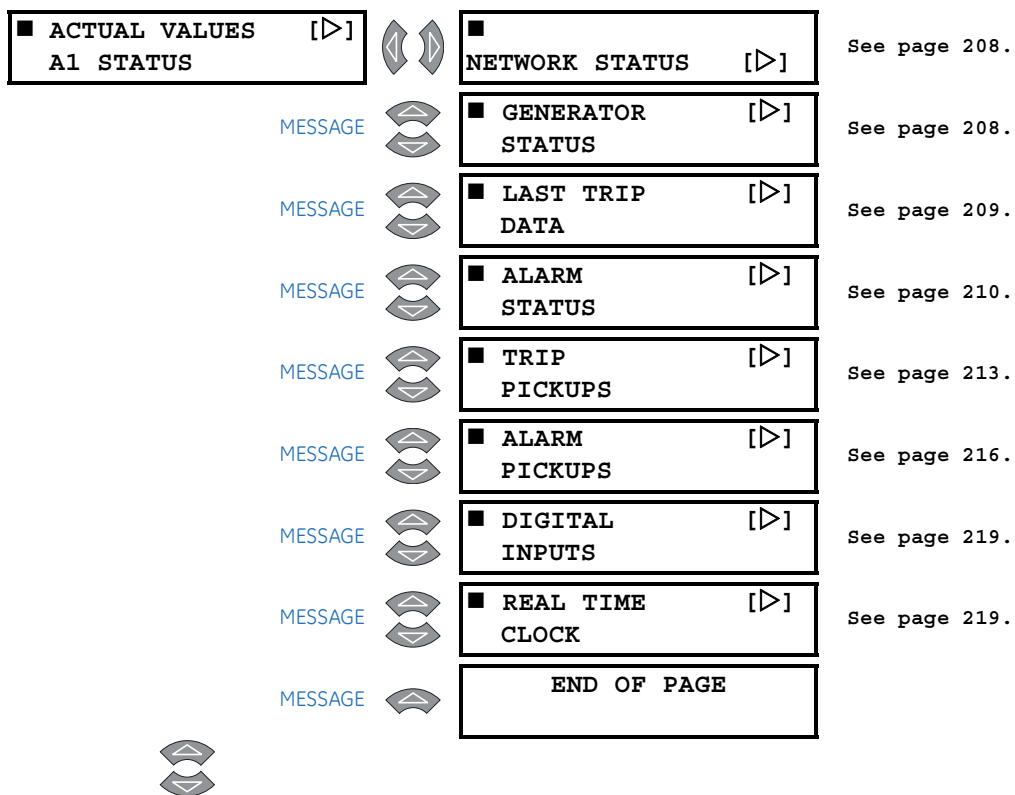 ■ ACTUAL VALUES [▷]
A1 STATUS
■
NETWORK STATUS [▷]
See page 208.
MESSAGE
■ GENERATOR [▷]
STATUS
See page 208.
MESSAGE
■ LAST TRIP [▷]
DATA
See page 209.
MESSAGE
■ ALARM [▷]
STATUS
See page 210.
MESSAGE
■ TRIP [▷]
PICKUPS
See page 213.
MESSAGE
■ ALARM [▷]
PICKUPS
See page 216.
MESSAGE
■ DIGITAL [▷]
INPUTS
See page 219.
MESSAGE
■ REAL TIME [▷]
CLOCK
See page 219.
MESSAGE
END OF PAGE